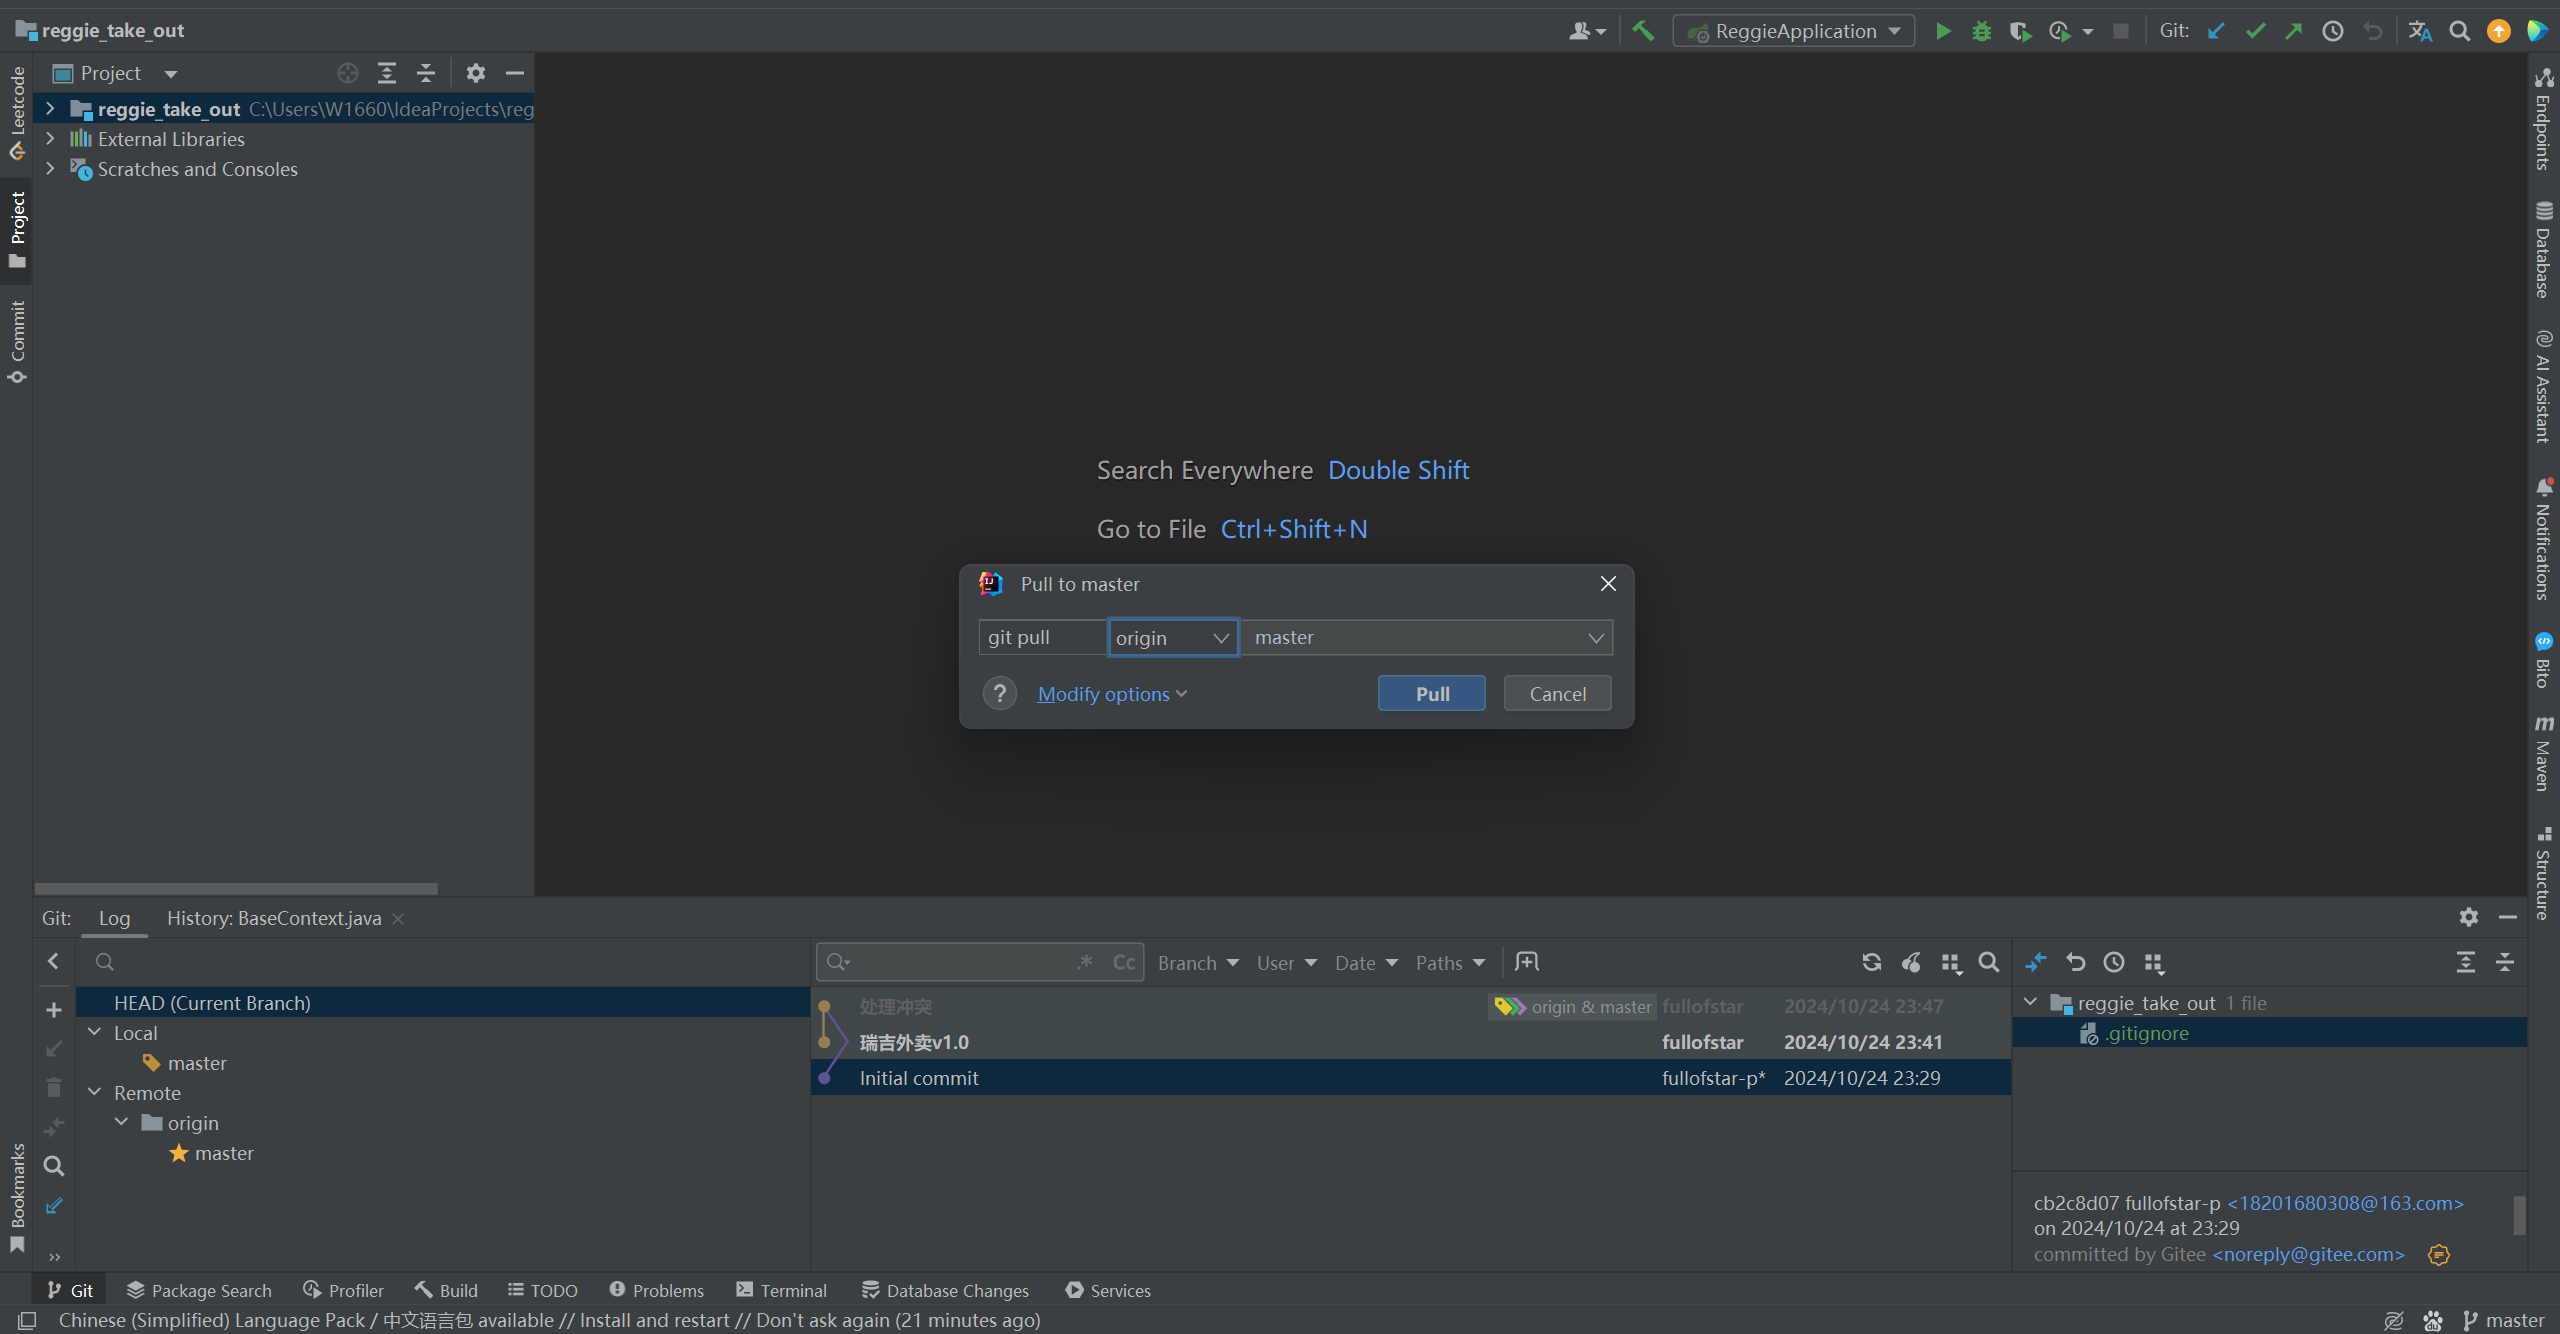 reggie_take_out
ReggieApplication
Git:
Leetcode
Project
Commit
Bookmarks
Project
reggie_take_out C:\Users\W1660\IdeaProjects\reg
External Libraries
Scratches and Consoles
Search Everywhere Double Shift
Go to File Ctrl+Shift+N
Pull to master
git pull
origin
master
?
Modify options
Pull
Cancel
Endpoints
Database
AI Assistant
Notifications
Bito
m Maven
Structure
Git:
Log
History: BaseContext.java
HEAD (Current Branch)
Local
master
Remote
origin
master
.*
Cc
Branch
User
Date
Paths
处理冲突 origin & master fullofstar 2024/10/24 23:47
瑞吉外卖v1.0 fullofstar 2024/10/24 23:41
Initial commit fullofstar-p* 2024/10/24 23:29
reggie_take_out 1 file
.gitignore
cb2c8d07 fullofstar-p <18201680308@163.com>
on 2024/10/24 at 23:29
committed by Gitee <noreply@gitee.com>
Git
Package Search
Profiler
Build
TODO
Problems
Terminal
Database Changes
Services
Chinese (Simplified) Language Pack / 中文语言包 available // Install and restart // Don't ask again (21 minutes ago)
master